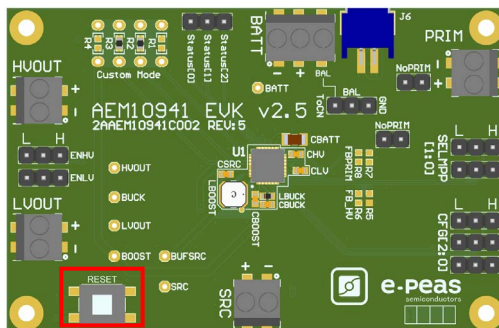 BATT
J6
PRIM
R4
R3
R2
R1
Custom Mode
Status[0]
Status[1]
Status[2]
HVOUT
+
-
- +
BAL
ToCN
BAL
GND
NoPRIM
-
+
BATT
AEM10941 EVK v2.5
2AAEM10941C002 REV:5
L H
ENHV
ENLV
LVOUT
+
-
HVOUT
BUCK
LVOUT
BOOST
BUFSRC
SRC
CBATT
U1
CHV
CLV
CSRC
LBOOST
LBUCK
CBUCK
CBOOST
NoPRIM
FBPRIM
R8
R7
FB_HV
R6
R5
L H
SELMPP
[1:0]
L H
CFG[2:0]
RESET
SRC
- +
e-peas
semiconductors